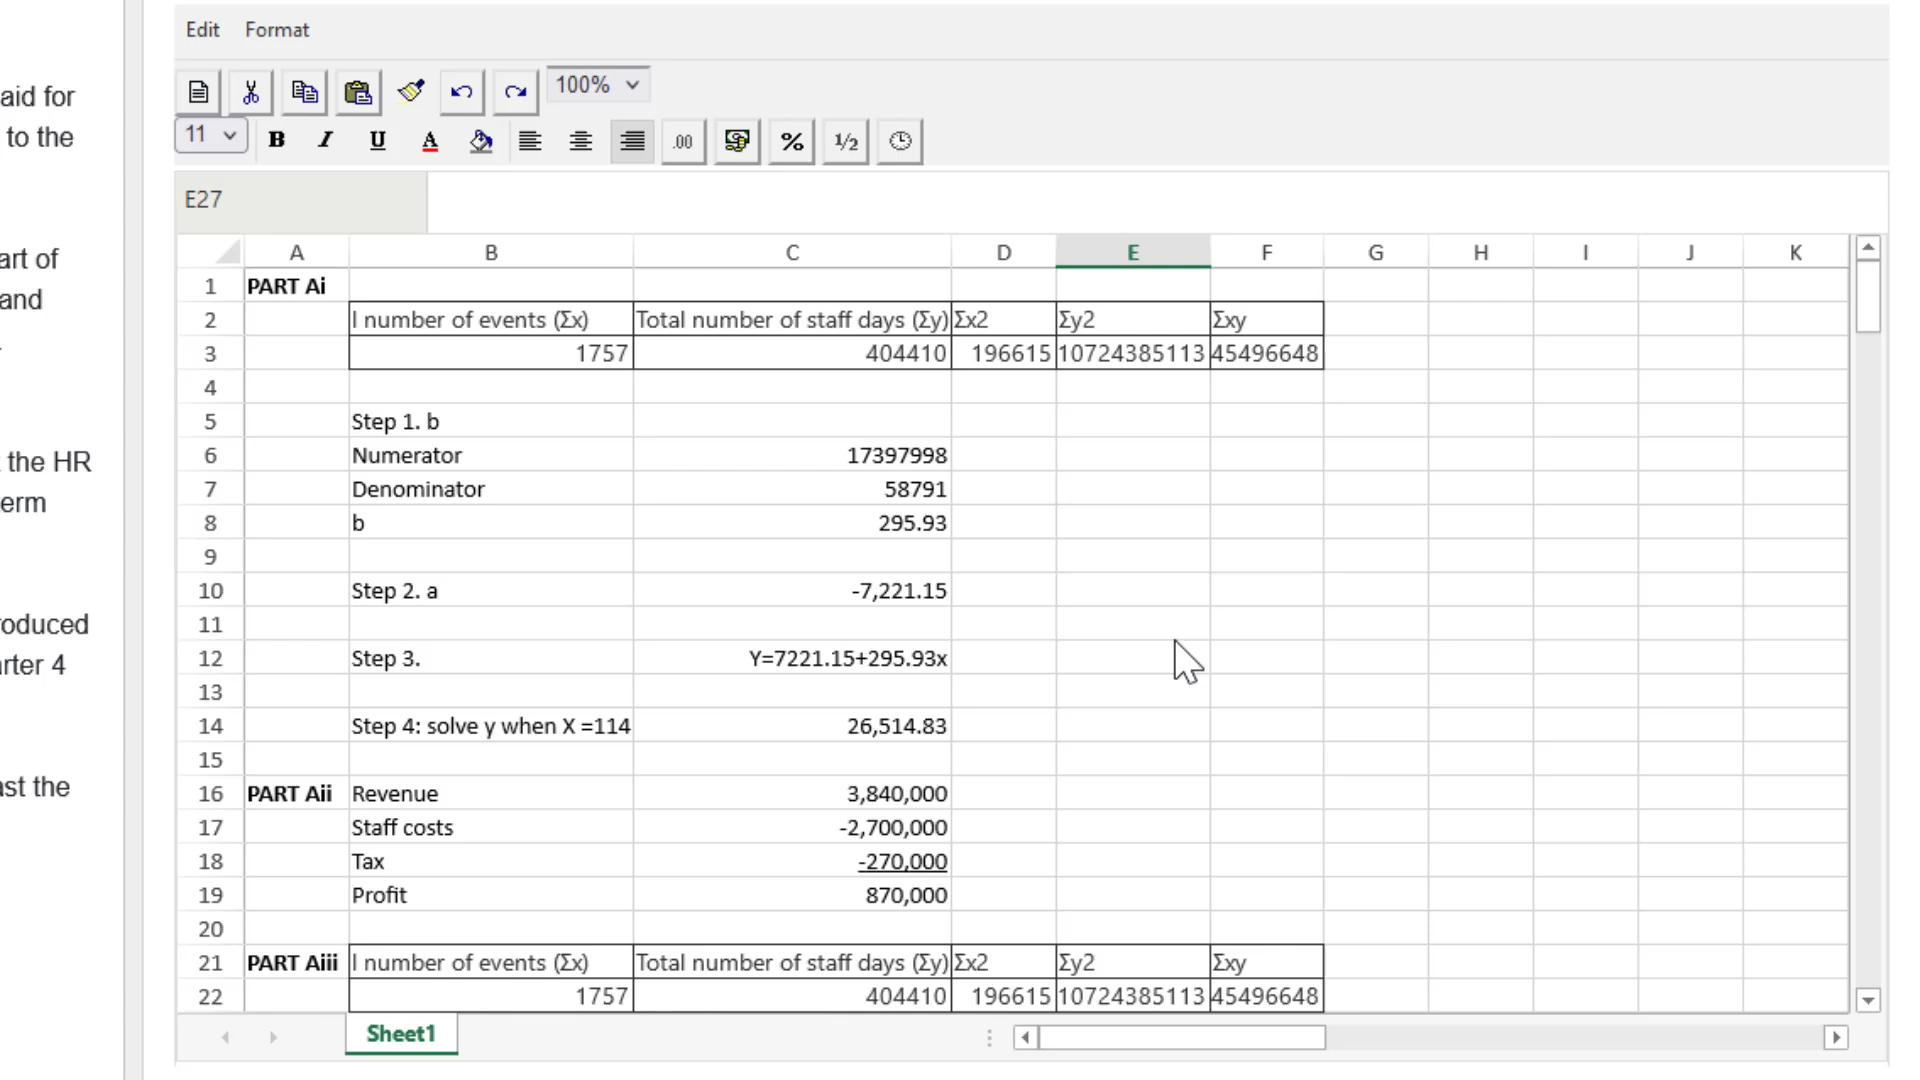 Edit Format
100%
11 B I U A .00 % 1/2
E27
aid for
to the
art of
and
the HR
erm
roduced
rter 4
ast the
A B C D E F G H I J K
1 PART Ai
2 l number of events (Σx) Total number of staff days (Σy) Σx2 Σy2 Σxy
3 1757 404410 196615 10724385113 45496648
4
5 Step 1. b
6 Numerator 17397998
7 Denominator 58791
8 b 295.93
9
10 Step 2. a -7,221.15
11
12 Step 3. Y=7221.15+295.93x
13
14 Step 4: solve y when X =114 26,514.83
15
16 PART Aii Revenue 3,840,000
17 Staff costs -2,700,000
18 Tax -270,000
19 Profit 870,000
20
21 PART Aiii l number of events (Σx) Total number of staff days (Σy) Σx2 Σy2 Σxy
22 1757 404410 196615 10724385113 45496648
Sheet1